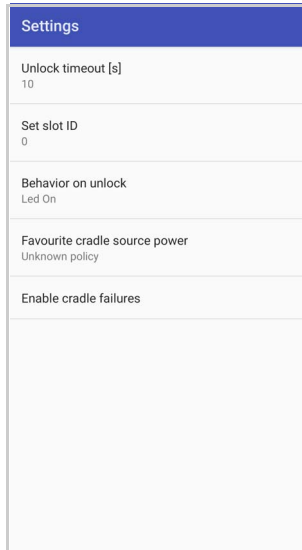 Settings
Unlock timeout [s]
10
Set slot ID
0
Behavior on unlock
Led On
Favourite cradle source power
Unknown policy
Enable cradle failures